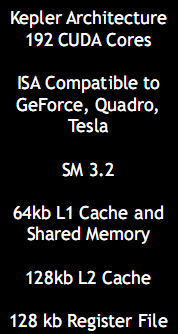 Kepler Architecture
192 CUDA Cores
ISA Compatible to
GeForce, Quadro,
Tesla
SM 3.2
64kb L1 Cache and
Shared Memory
128kb L2 Cache
128 kb Register File